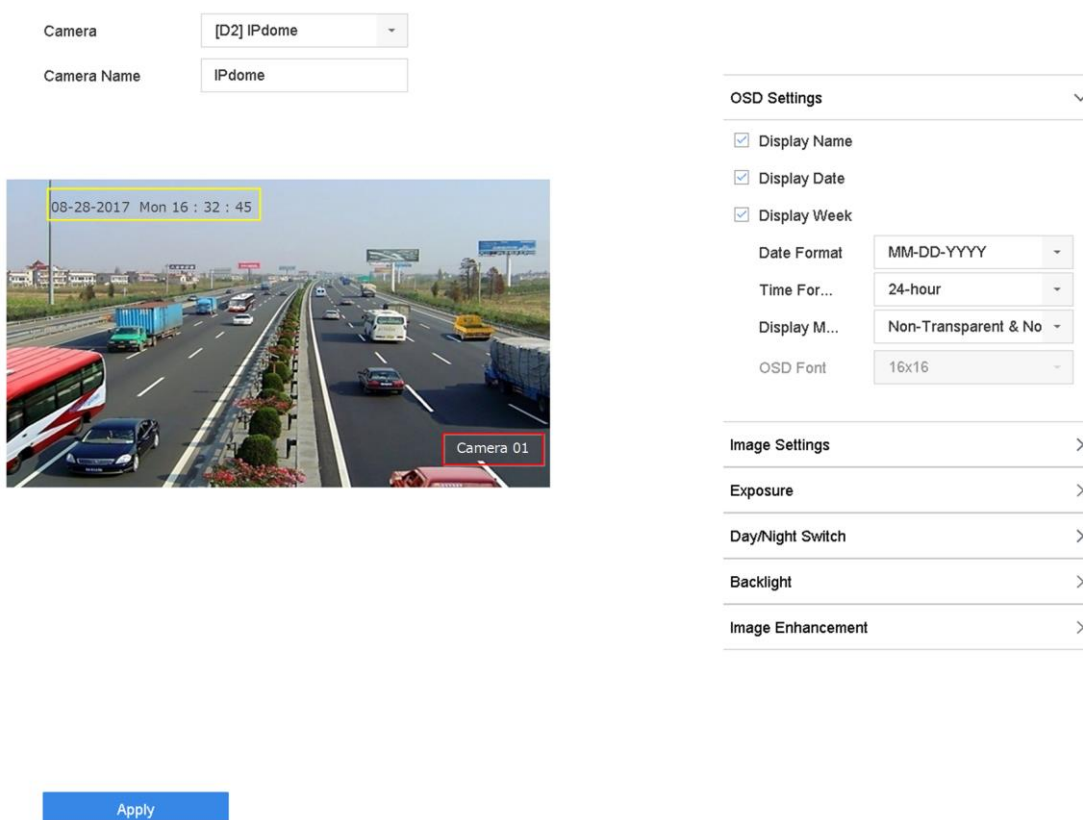 Camera
[D2] IPdome
Camera Name
IPdome
08-28-2017 Mon 16 : 32 : 45
Camera 01
OSD Settings
Display Name
Display Date
Display Week
Date Format
MM-DD-YYYY
Time For...
24-hour
Display M...
Non-Transparent & No
OSD Font
16x16
Image Settings
Exposure
Day/Night Switch
Backlight
Image Enhancement
Apply